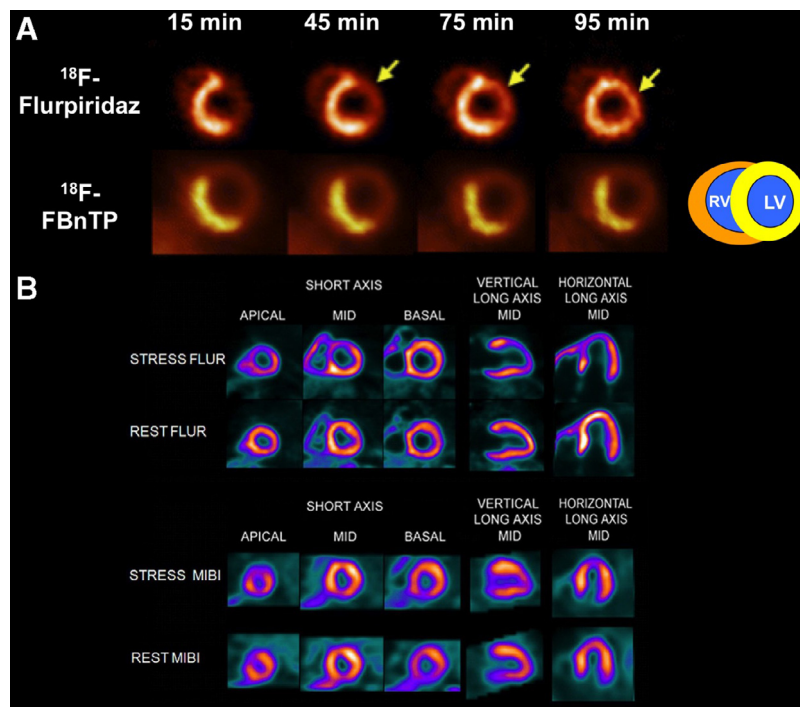 A
15 min 45 min 75 min 95 min
18F-
Flurpiridaz
18F-
FBnTP
RV LV
B
SHORT AXIS
VERTICAL
LONG AXIS
MID
HORIZONTAL
LONG AXIS
MID
APICAL MID BASAL
STRESS FLUR
REST FLUR
SHORT AXIS
VERTICAL
LONG AXIS
MID
HORIZONTAL
LONG AXIS
MID
APICAL MID BASAL
STRESS MIBI
REST MIBI